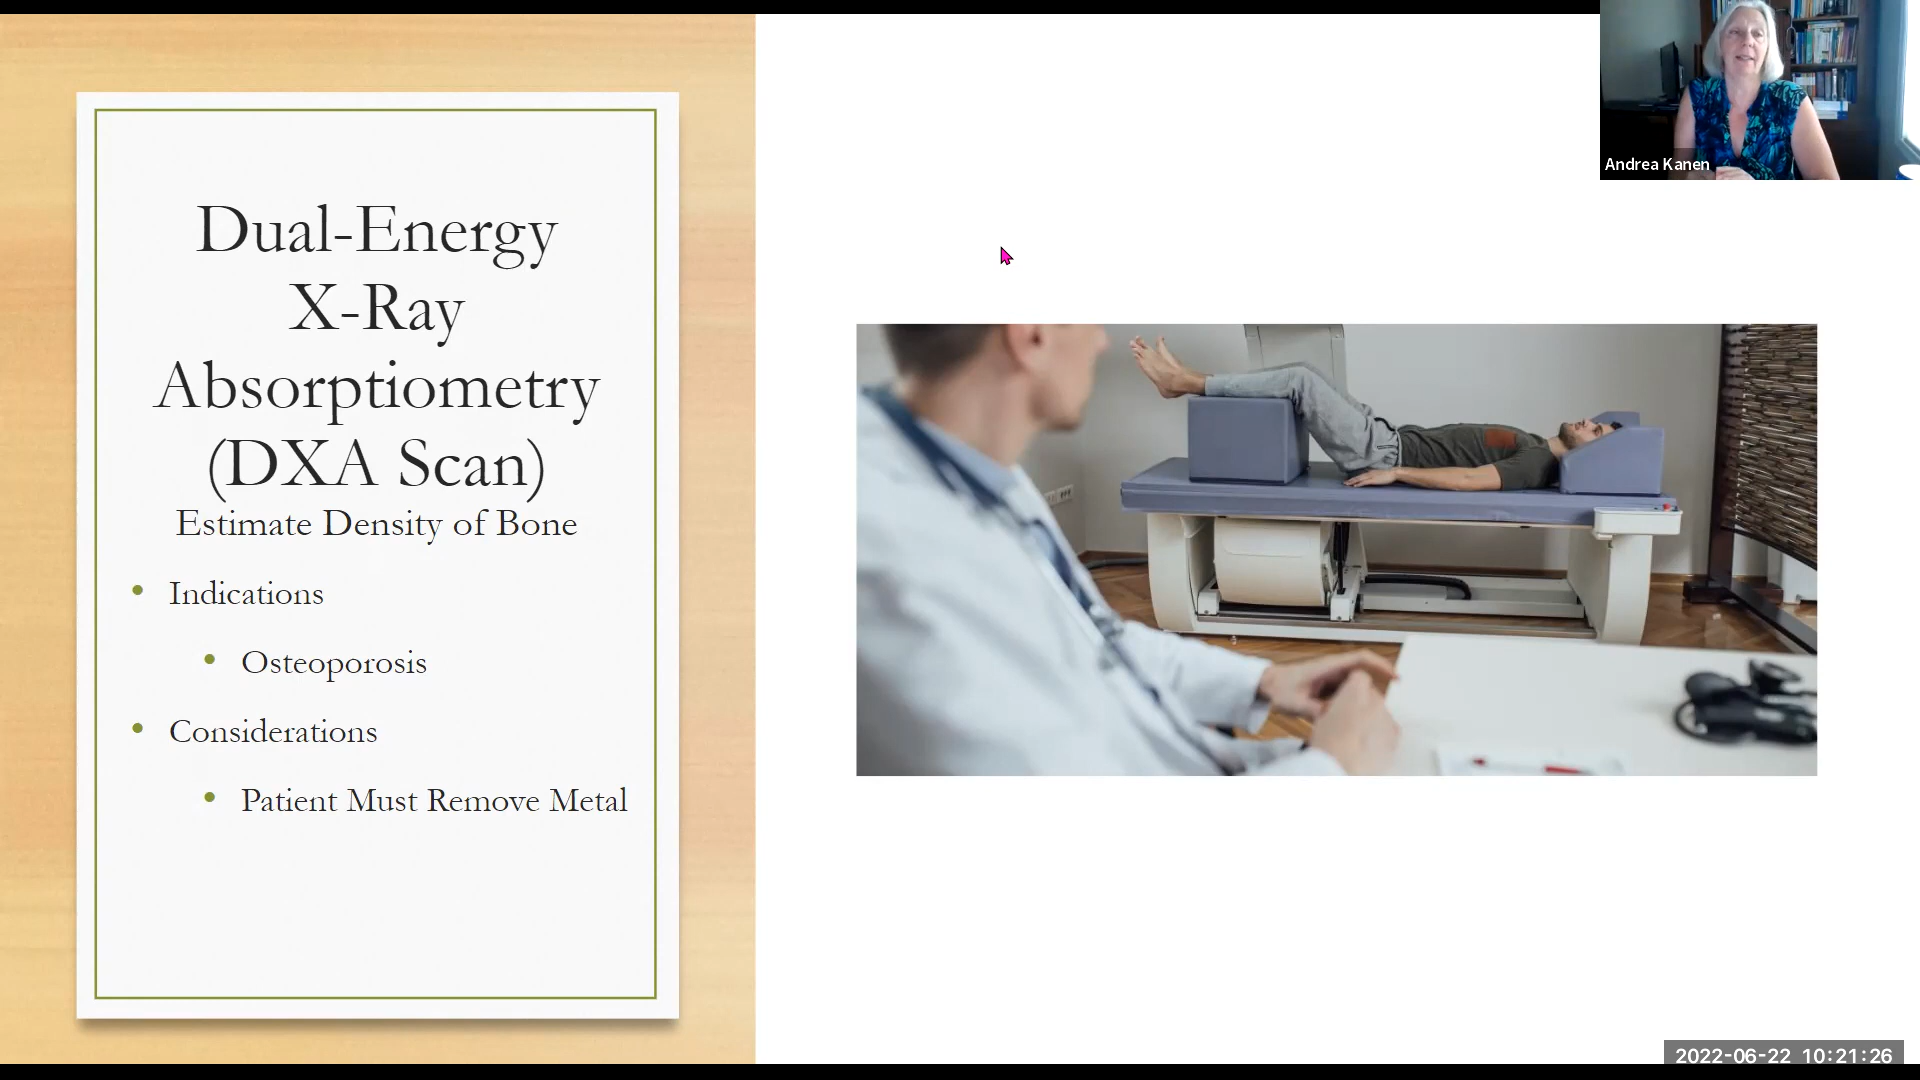 Dual-Energy
X-Ray
Absorptiometry
(DXA Scan)
Estimate Density of Bone
• Indications
• Osteoporosis
• Considerations
• Patient Must Remove Metal
Andrea Kanen
2022-06-22 10:21:26